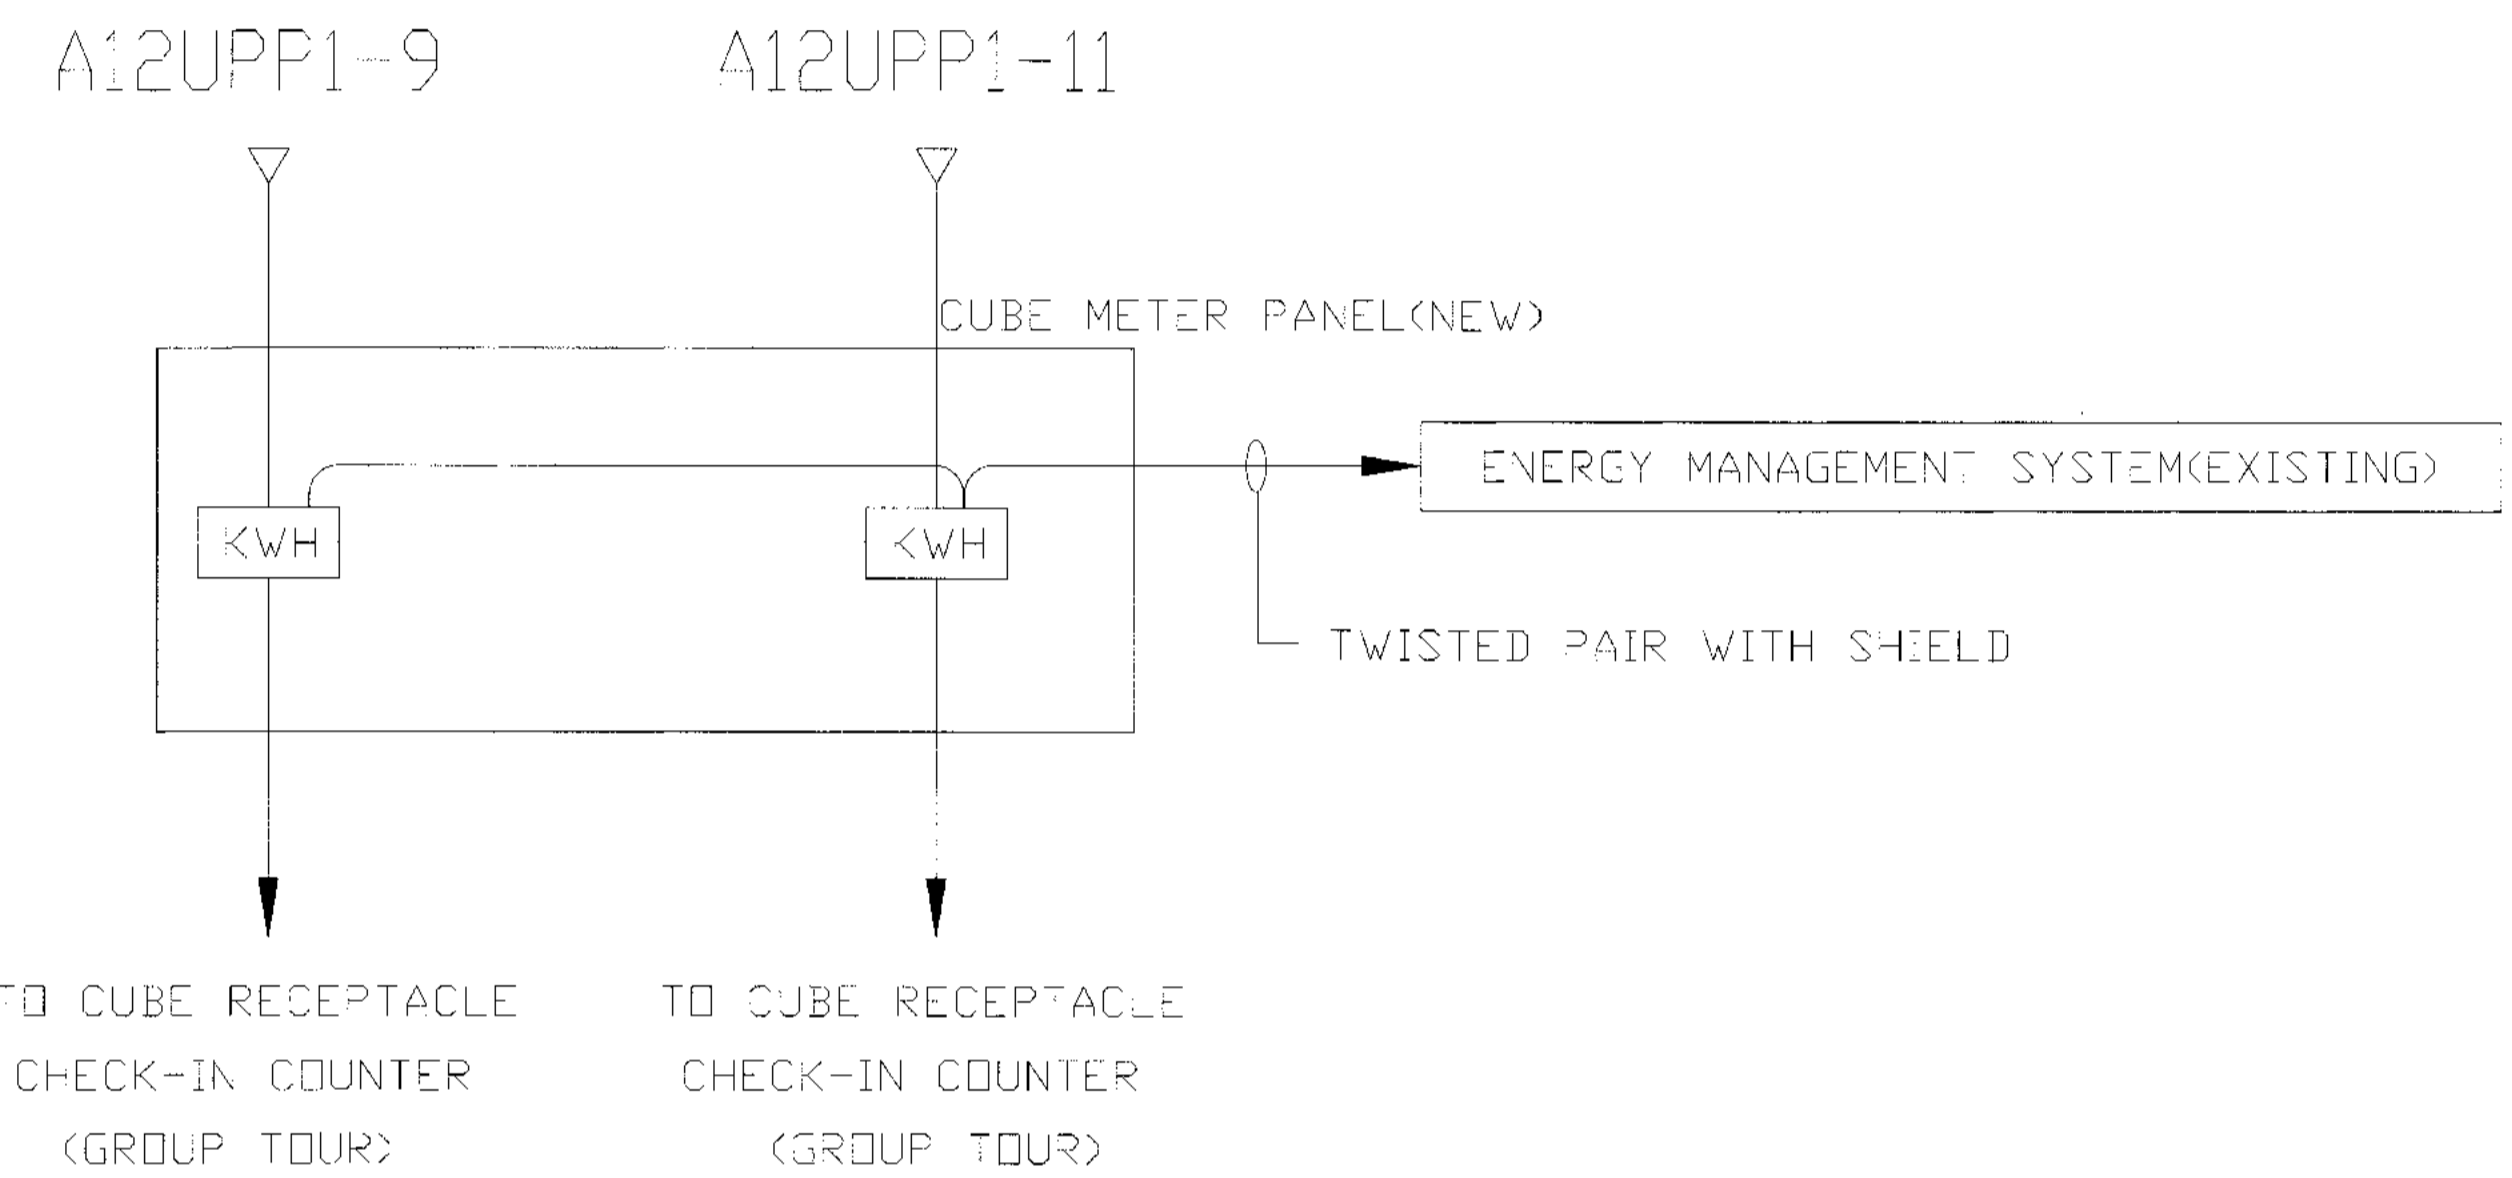 A12UPP1-9
A12UPP1-11
CUBE METER PANEL(NEW)
ENERGY MANAGEMENT SYSTEM(EXISTING)
KWH
KWH
TWISTED PAIR WITH SHIELD
TO CUBE RECEPTACLE
CHECK-IN COUNTER
(GROUP TOUR)
TO CUBE RECEPTACLE
CHECK-IN COUNTER
(GROUP TOUR)